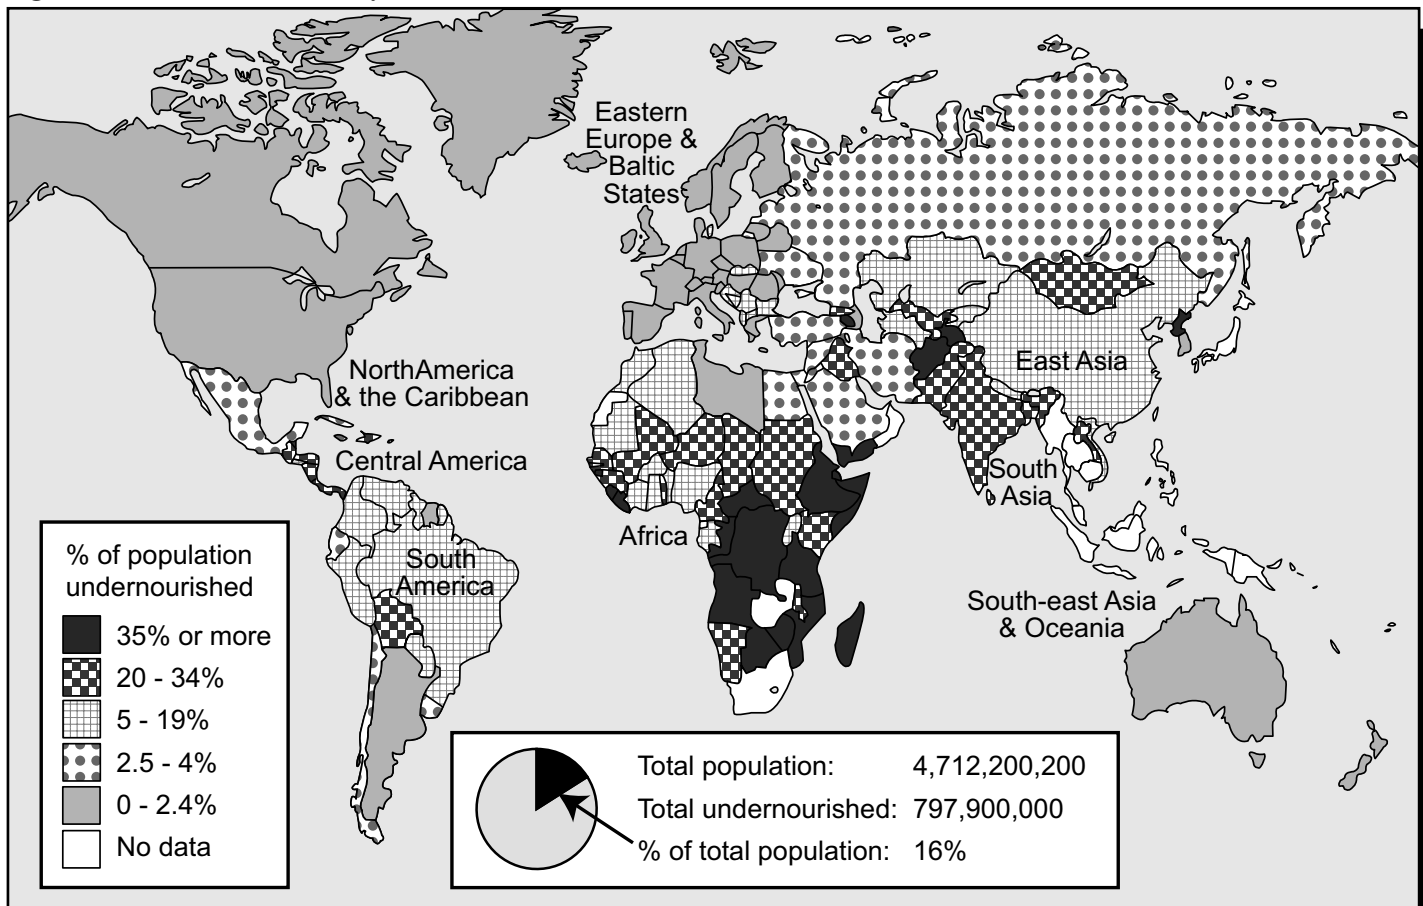 Eastern
Europe &
Baltic
States
NorthAmerica
& the Caribbean
Central America
East Asia
South
Asia
Africa
South
America
South-east Asia
& Oceania
% of population
undernourished
35% or more
20 - 34%
5 - 19%
2.5 - 4%
0 - 2.4%
No data
Total population: 4,712,200,200
Total undernourished: 797,900,000
% of total population: 16%